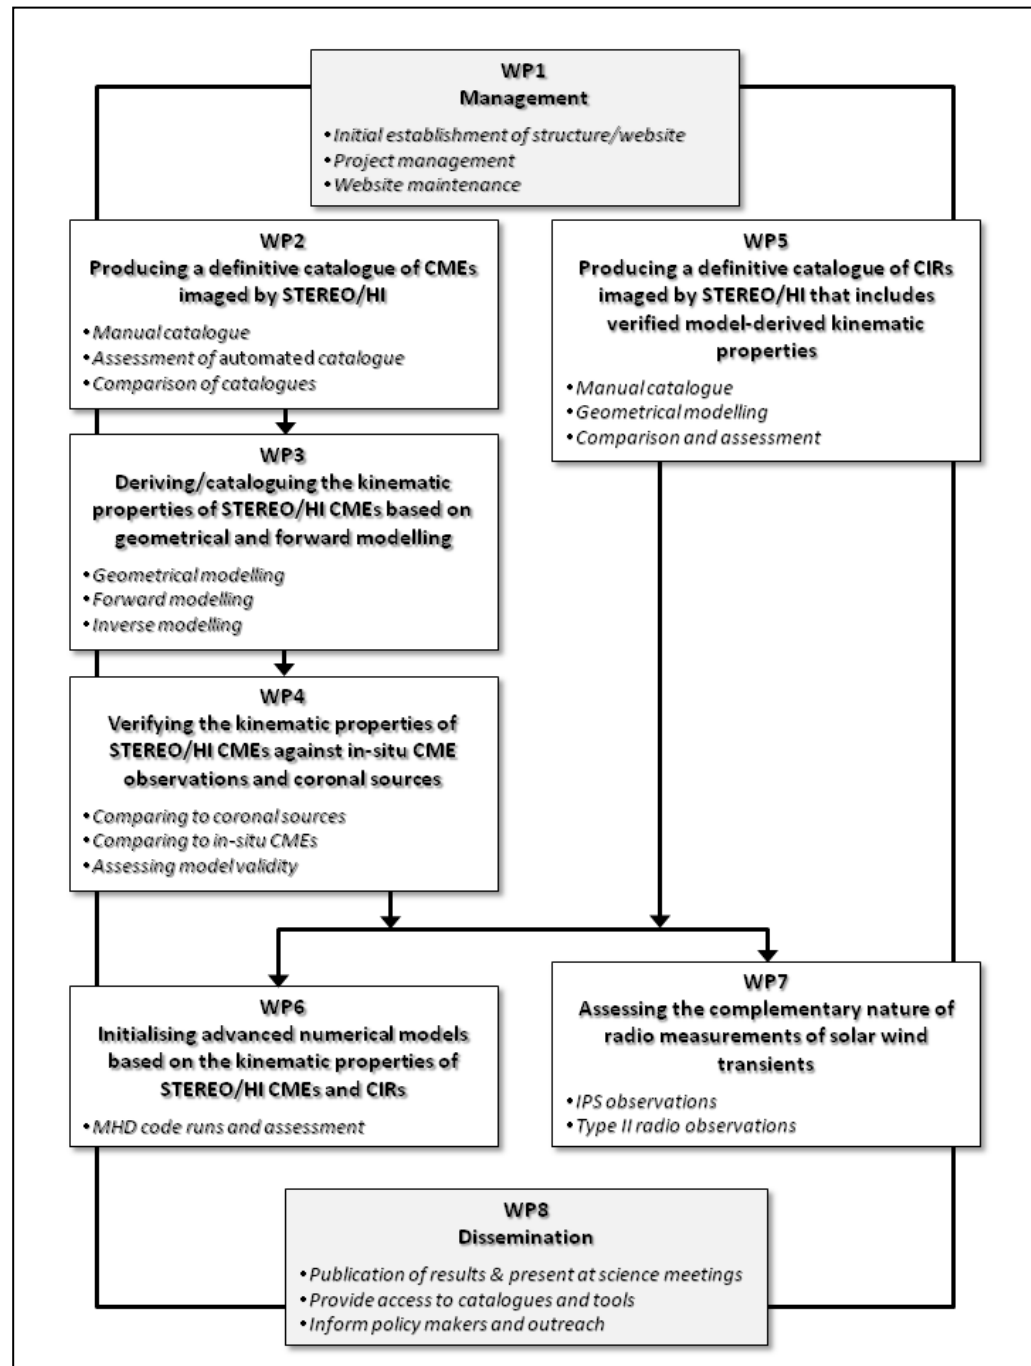 WP1
Management
•Initial establishment of structure/website
•Project management
•Website maintenance
WP2
Producing a definitive catalogue of CMEs
imaged by STEREO/HI
•Manual catalogue
•Assessment of automated catalogue
•Comparison of catalogues
WP5
Producing a definitive catalogue of CIRs
imaged by STEREO/HI that includes
verified model-derived kinematic
properties
•Manual catalogue
•Geometrical modelling
•Comparison and assessment
WP3
Deriving/cataloguing the kinematic
properties of STEREO/HI CMEs based on
geometrical and forward modelling
•Geometrical modelling
•Forward modelling
•Inverse modelling
WP4
Verifying the kinematic properties of
STEREO/HI CMEs against in-situ CME
observations and coronal sources
•Comparing to coronal sources
•Comparing to in-situ CMEs
•Assessing model validity
WP6
Initialising advanced numerical models
based on the kinematic properties of
STEREO/HI CMEs and CIRs
•MHD code runs and assessment
WP7
Assessing the complementary nature of
radio measurements of solar wind
transients
•IPS observations
•Type II radio observations
WP8
Dissemination
•Publication of results & present at science meetings
•Provide access to catalogues and tools
•Inform policy makers and outreach